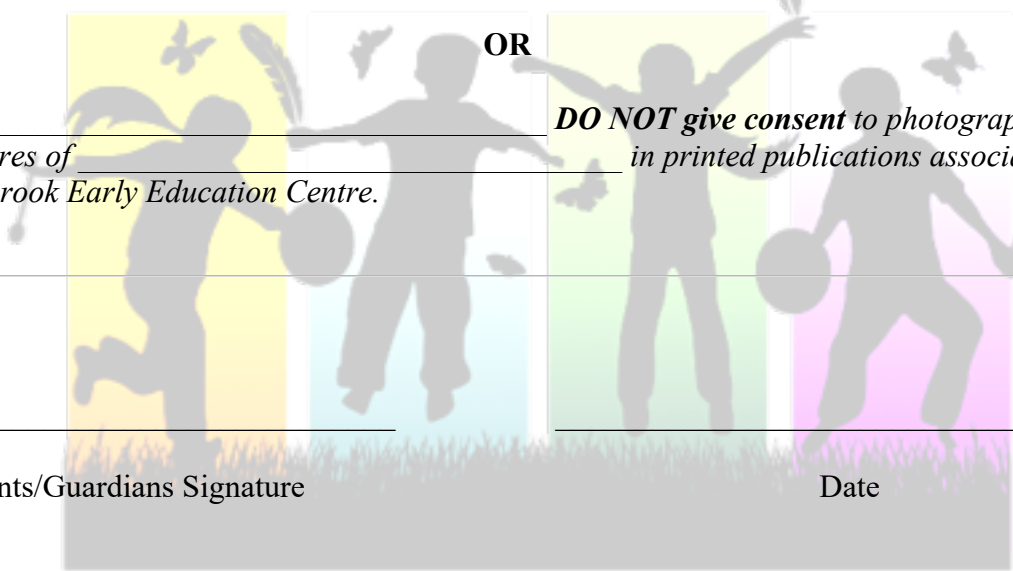 OR
DO NOT give consent to photograp
res of in printed publications associa
rook Early Education Centre.
nts/Guardians Signature Date